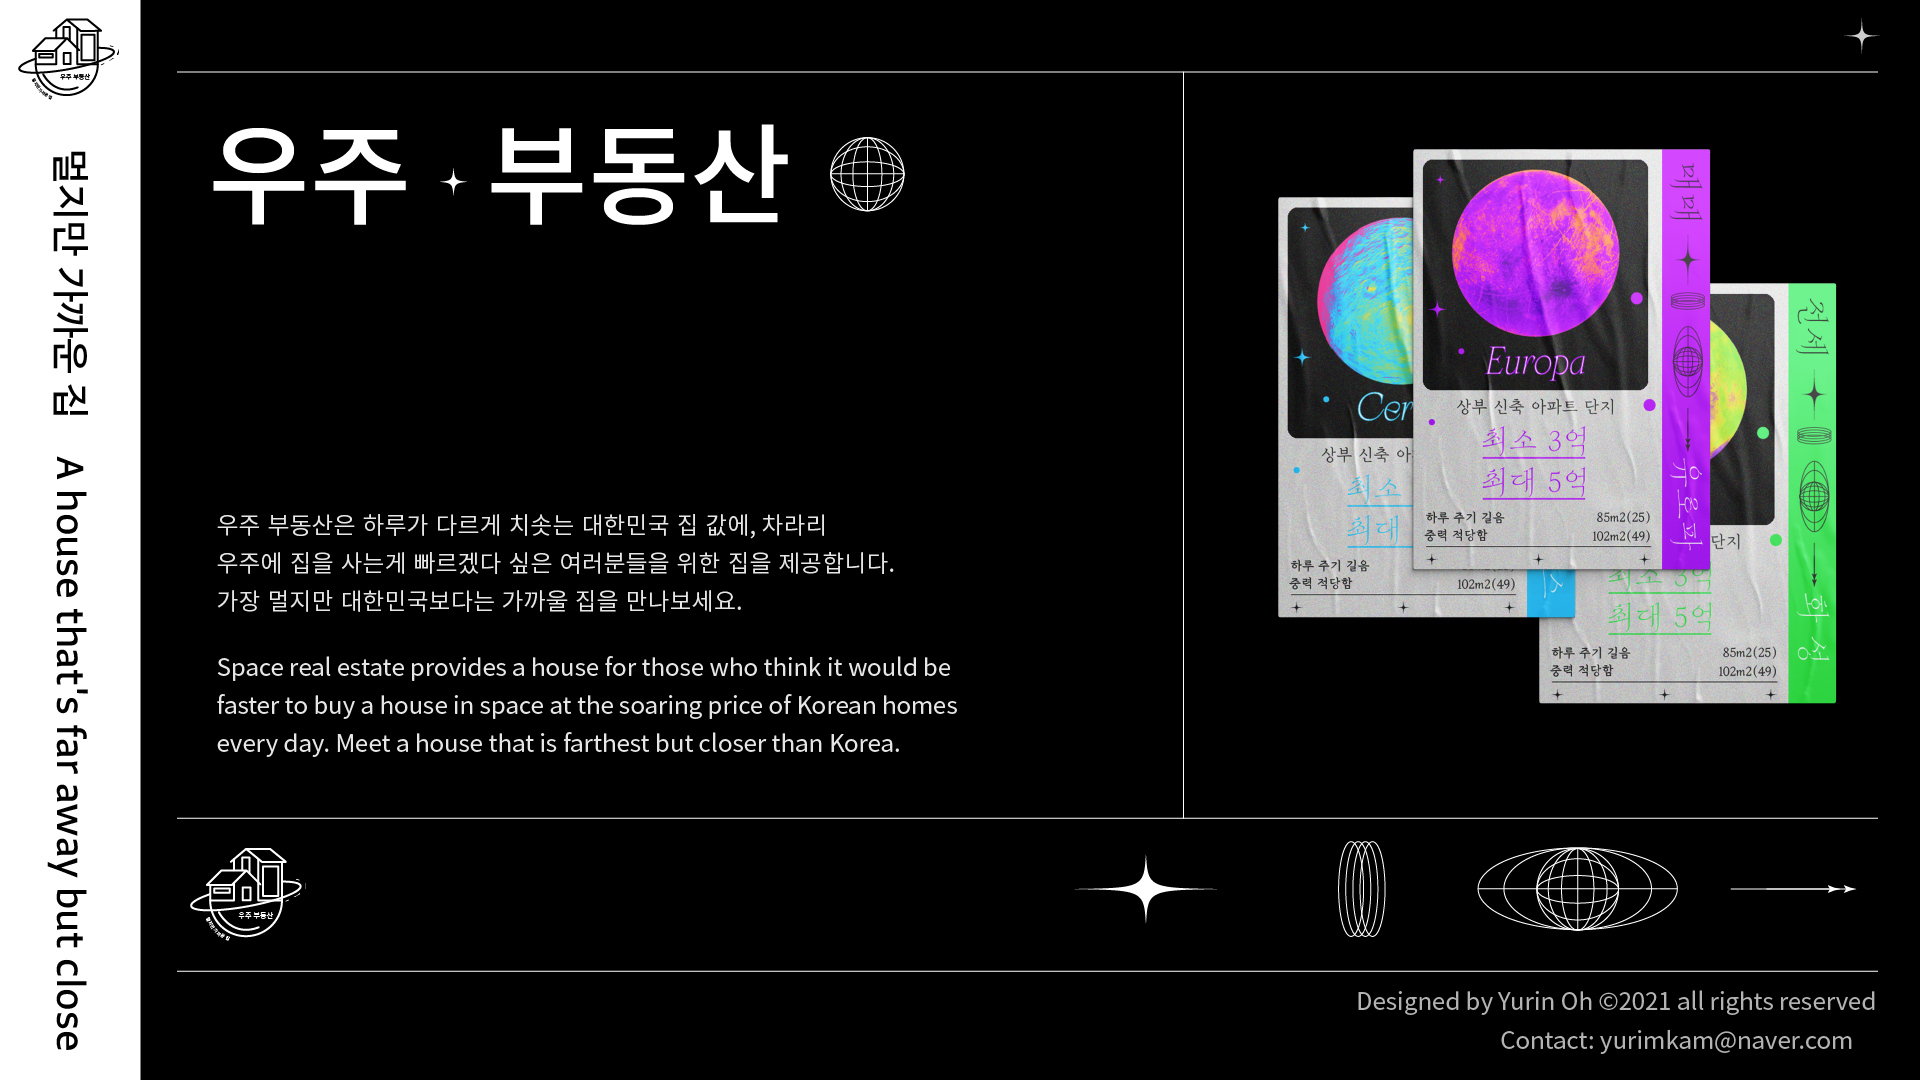 우주 부동산
멀지만 가까운 집 A house that's far away but close
우주 부동산
우주 부동산은 하루가 다르게 치솟는 대한민국 집 값에, 차라리
우주에 집을 사는게 빠르겠다 싶은 여러분들을 위한 집을 제공합니다.
가장 멀지만 대한민국보다는 가까울 집을 만나보세요.
Space real estate provides a house for those who think it would be
faster to buy a house in space at the soaring price of Korean homes
every day. Meet a house that is farthest but closer than Korea.
Cer
상부 신축 아
최소
최대
하루 주기 길음
중력 적당함
102m2(49)
스
Europa
상부 신축 아파트 단지
최소 3억
최대 5억
하루 주기 길음 85m2(25)
중력 적당함 102m2(49)
매매
유로파
단지
최소 3억
최대 5억
하루 주기 길음 85m2(25)
중력 적당함 102m2(49)
전세
화성
우주 부동산
Designed by Yurin Oh ©2021 all rights reserved
Contact: yurimkam@naver.com